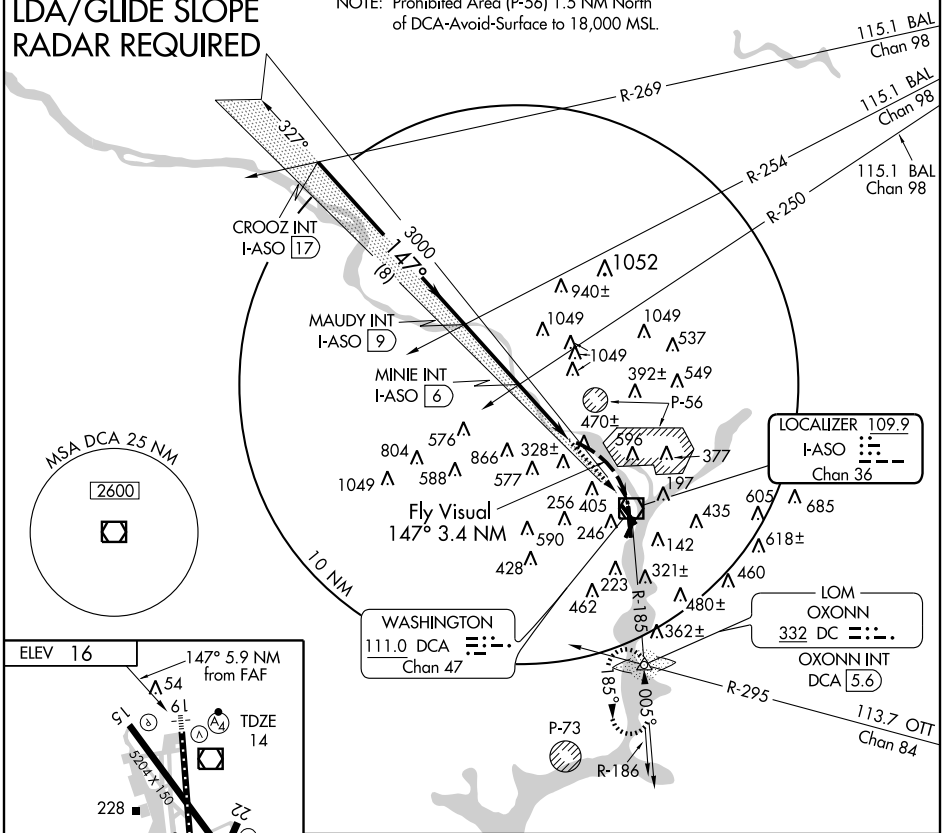 LDA/GLIDE SLOPE
RADAR REQUIRED
NOTE: Prohibited Area (P-56) 1.5 NM North
of DCA-Avoid-Surface to 18,000 MSL.
115.1 BAL
Chan 98
R-269
115.1 BAL
Chan 98
R-254
115.1 BAL
Chan 98
R-250
327°
CROOZ INT
I-ASO 17
3000
147°
(8)
1052
940±
MAUDY INT
I-ASO 9
1049
1049
537
1049
MINIE INT
I-ASO 6
392±
549
P-56
470±
596
377
LOCALIZER 109.9
I-ASO
Chan 36
576
804
866
328±
1049
588
577
197
MSA DCA 25 NM
2600
Fly Visual
147° 3.4 NM
256
405
246
435
605
685
590
142
618±
428
10 NM
223
321±
460
462
480±
R-185
362±
WASHINGTON
111.0 DCA
Chan 47
LOM
OXONN
332 DC
OXONN INT
DCA 5.6
R-295
113.7 OTT
Chan 84
185°
005°
P-73
R-186
ELEV 16
147° 5.9 NM
from FAF
54
15
19
P
V
A4
TDZE
14
5204 X 150
228
22